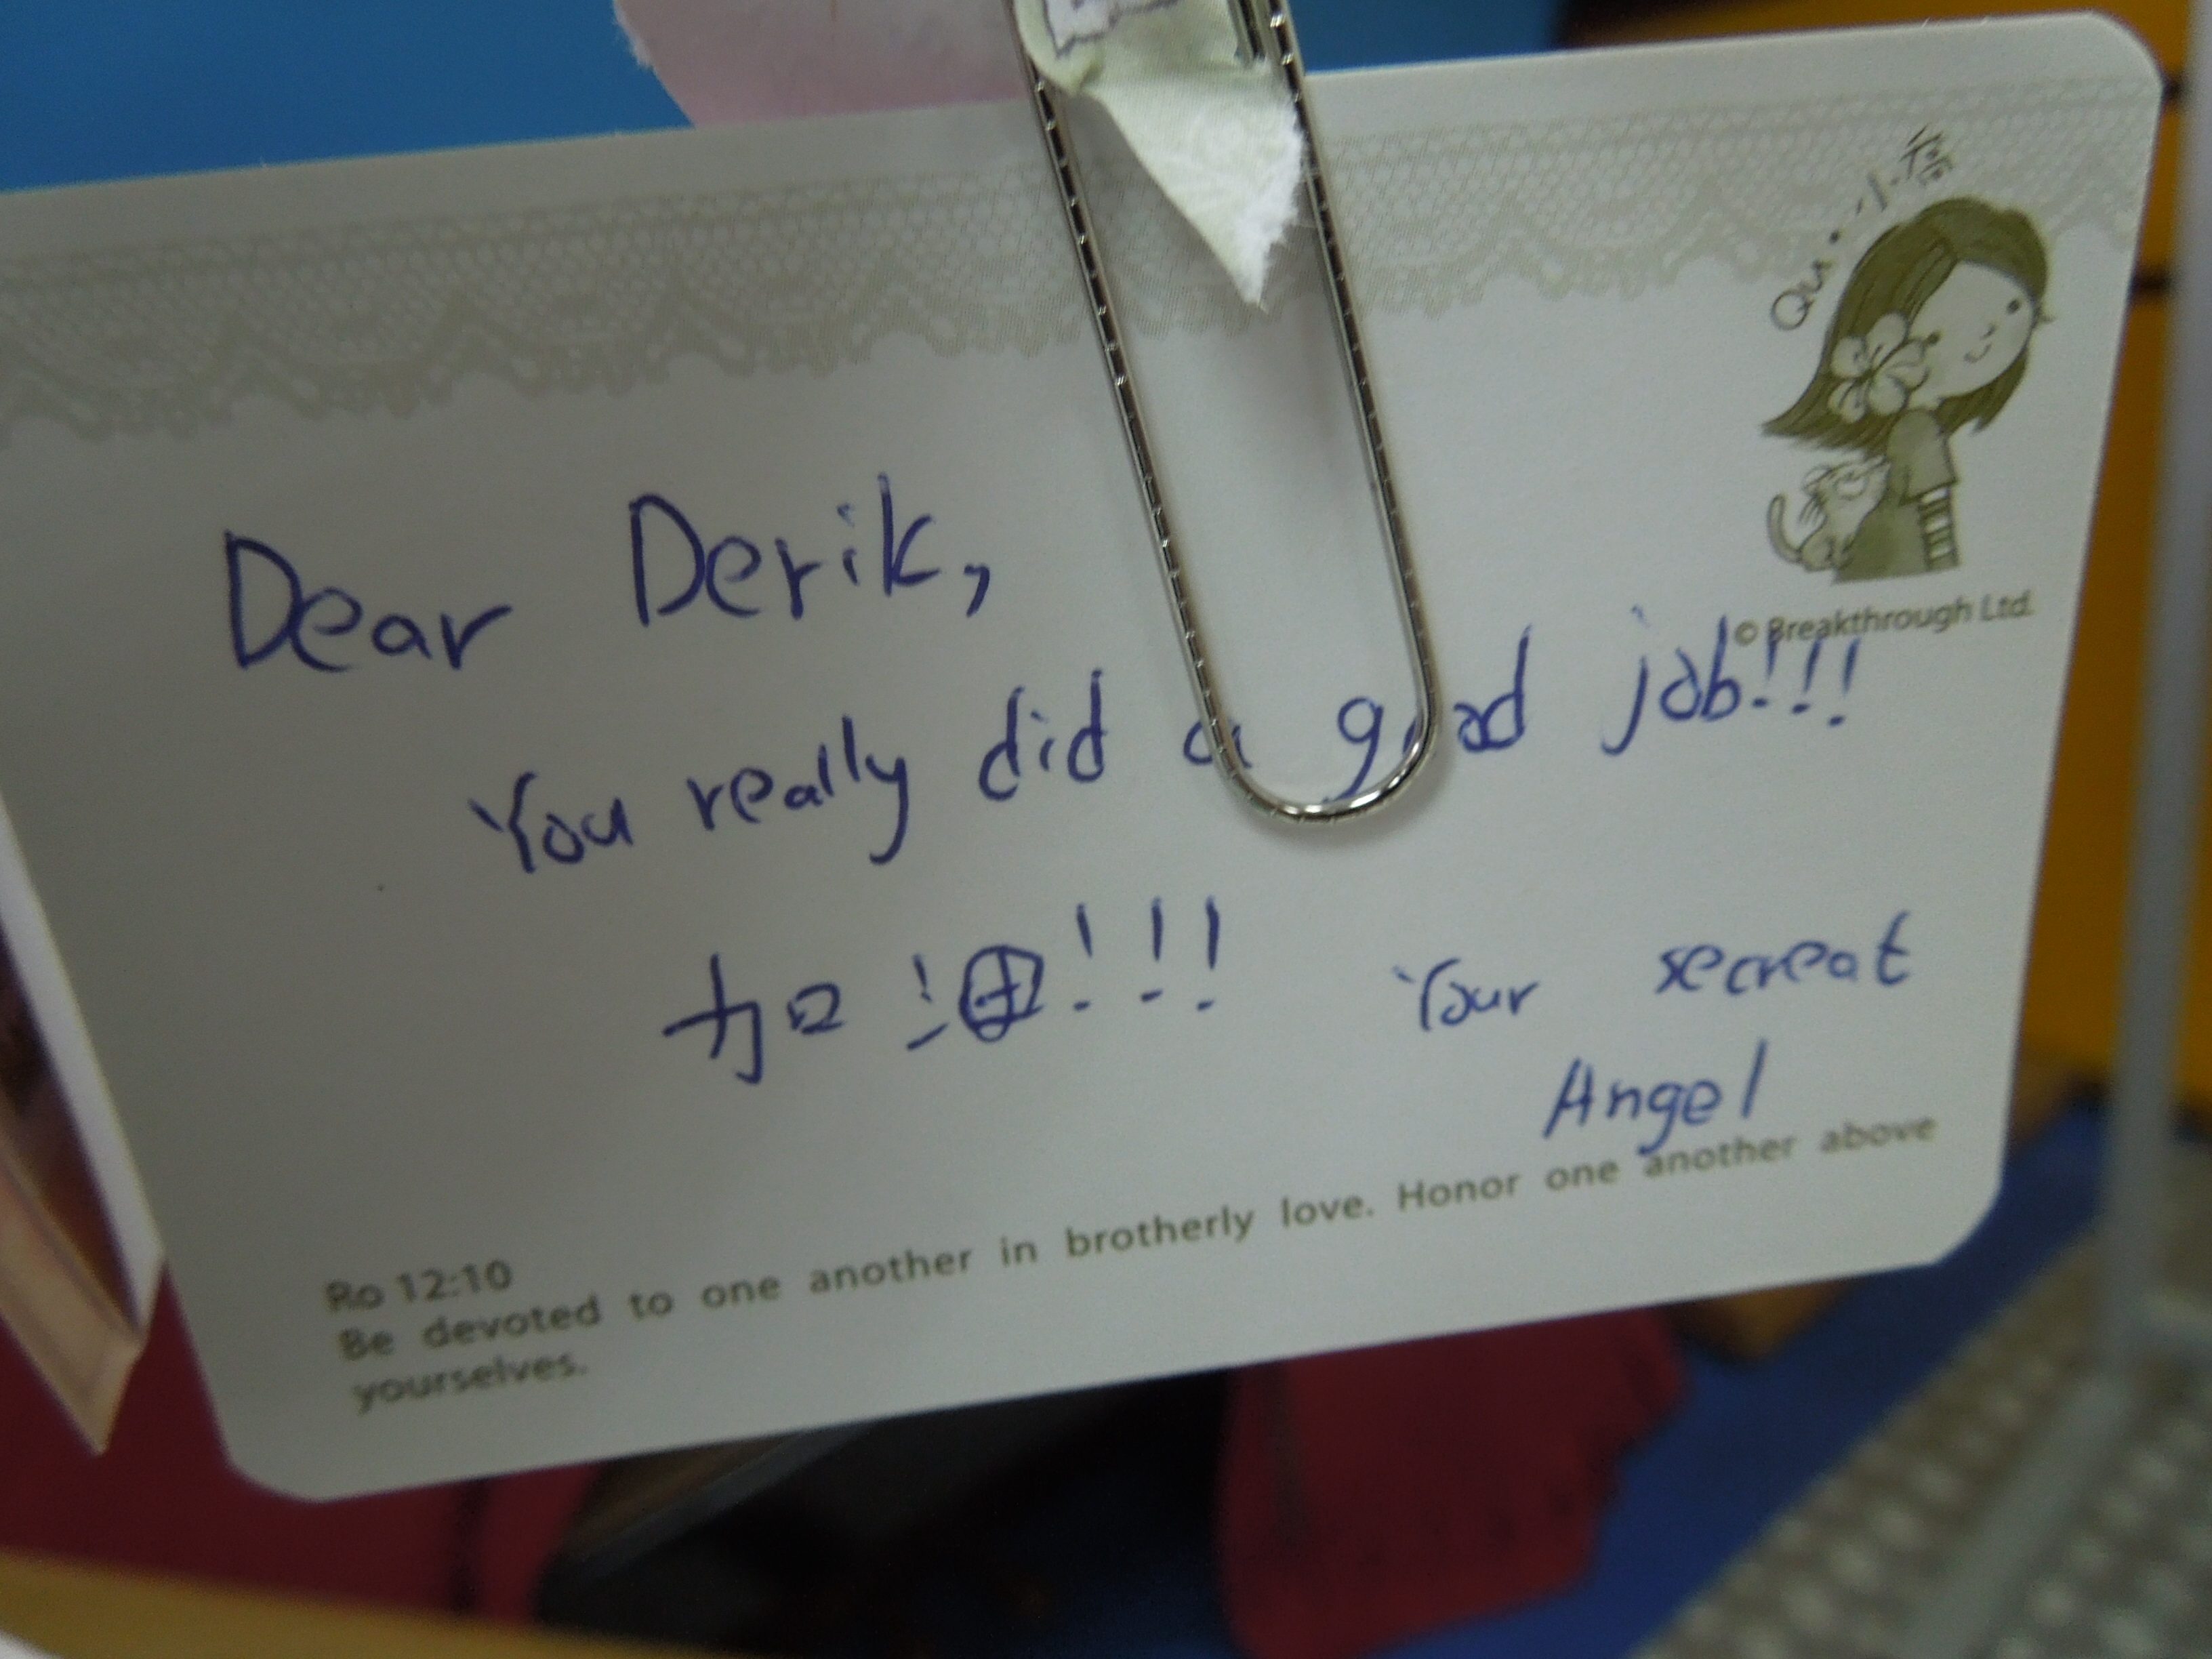 Qu · 小喬
© Breakthrough Ltd.
Dear Derik,
You really did a good job!!!
加油!!!
Your secreat
Angel
Ro 12:10
Be devoted to one another in brotherly love. Honor one another above
yourselves.